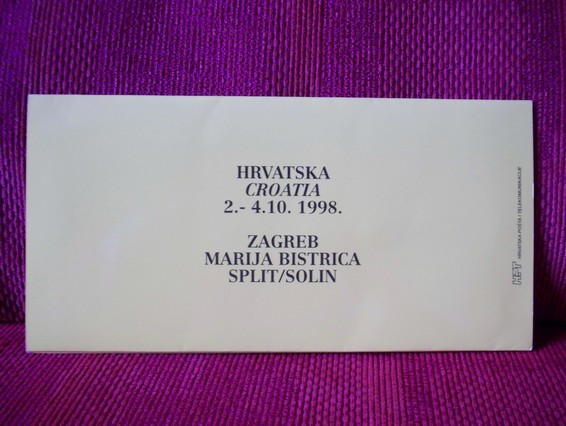 HRVATSKA
CROATIA
2.- 4.10. 1998.
ZAGREB
MARIJA BISTRICA
SPLIT/SOLIN
HPT HRVATSKA POŠTA I TELEKOMUNIKACIJE